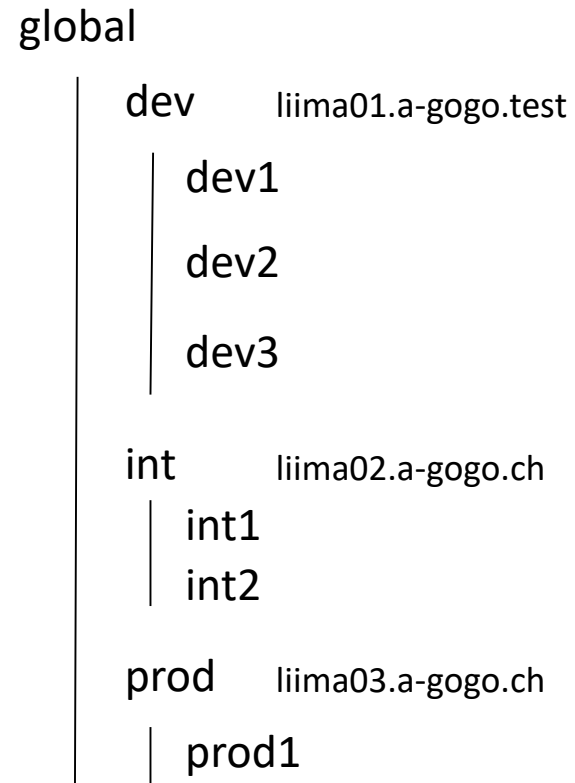 global
dev liima01.a-gogo.test
dev1
dev2
dev3
int liima02.a-gogo.ch
int1
int2
prod liima03.a-gogo.ch
prod1